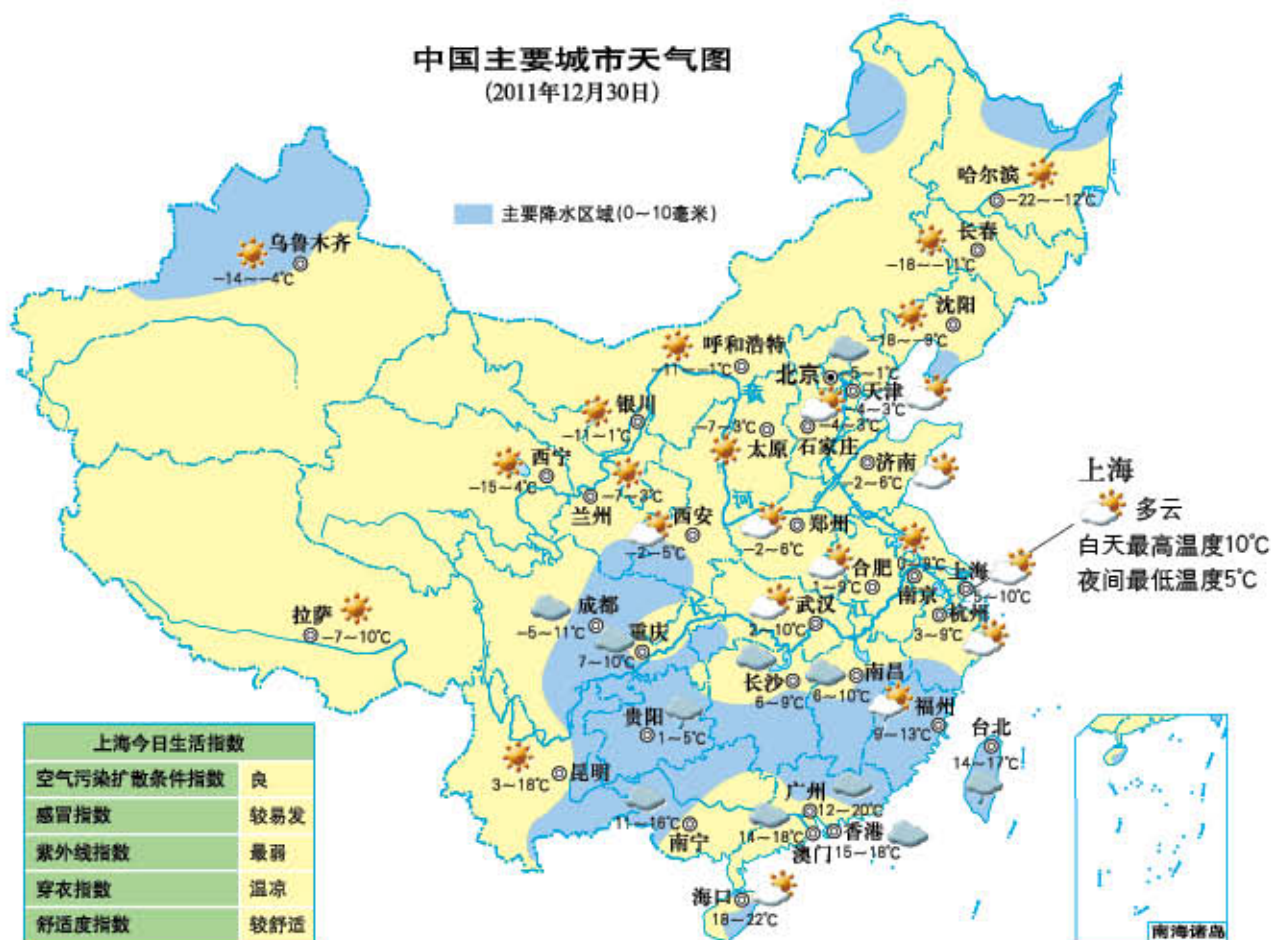 中国主要城市天气图
(2011年12月30日)
主要降水区域(0～10毫米)
哈尔滨
-22～-12℃
长春
-18～-11℃
沈阳
-18～-9℃
乌鲁木齐
-14～-4℃
呼和浩特
-11～-1℃
北京
-5～1℃
天津
-4～3℃
银川
-11～1℃
黄
-7～3℃
太原
石家庄
-4～3℃
济南
-2～6℃
西宁
-15～4℃
兰州
-7～3℃
河
西安
-2～5℃
郑州
-2～6℃
上海
多云
白天最高温度10℃
夜间最低温度5℃
合肥
南京
上海
5～10℃
杭州
3～9℃
武汉
2～10℃
拉萨
-7～10℃
成都
-5～11℃
重庆
7～10℃
长沙
6～9℃
南昌
6～10℃
贵阳
1～5℃
福州
9～13℃
台北
14～17℃
昆明
3～18℃
南宁
11～16℃
广州
12～20℃
澳门
14～18℃
香港
15～18℃
海口
18～22℃
上海今日生活指数
空气污染扩散条件指数 良
感冒指数 较易发
紫外线指数 最弱
穿衣指数 温凉
舒适度指数 较舒适
南海诸岛